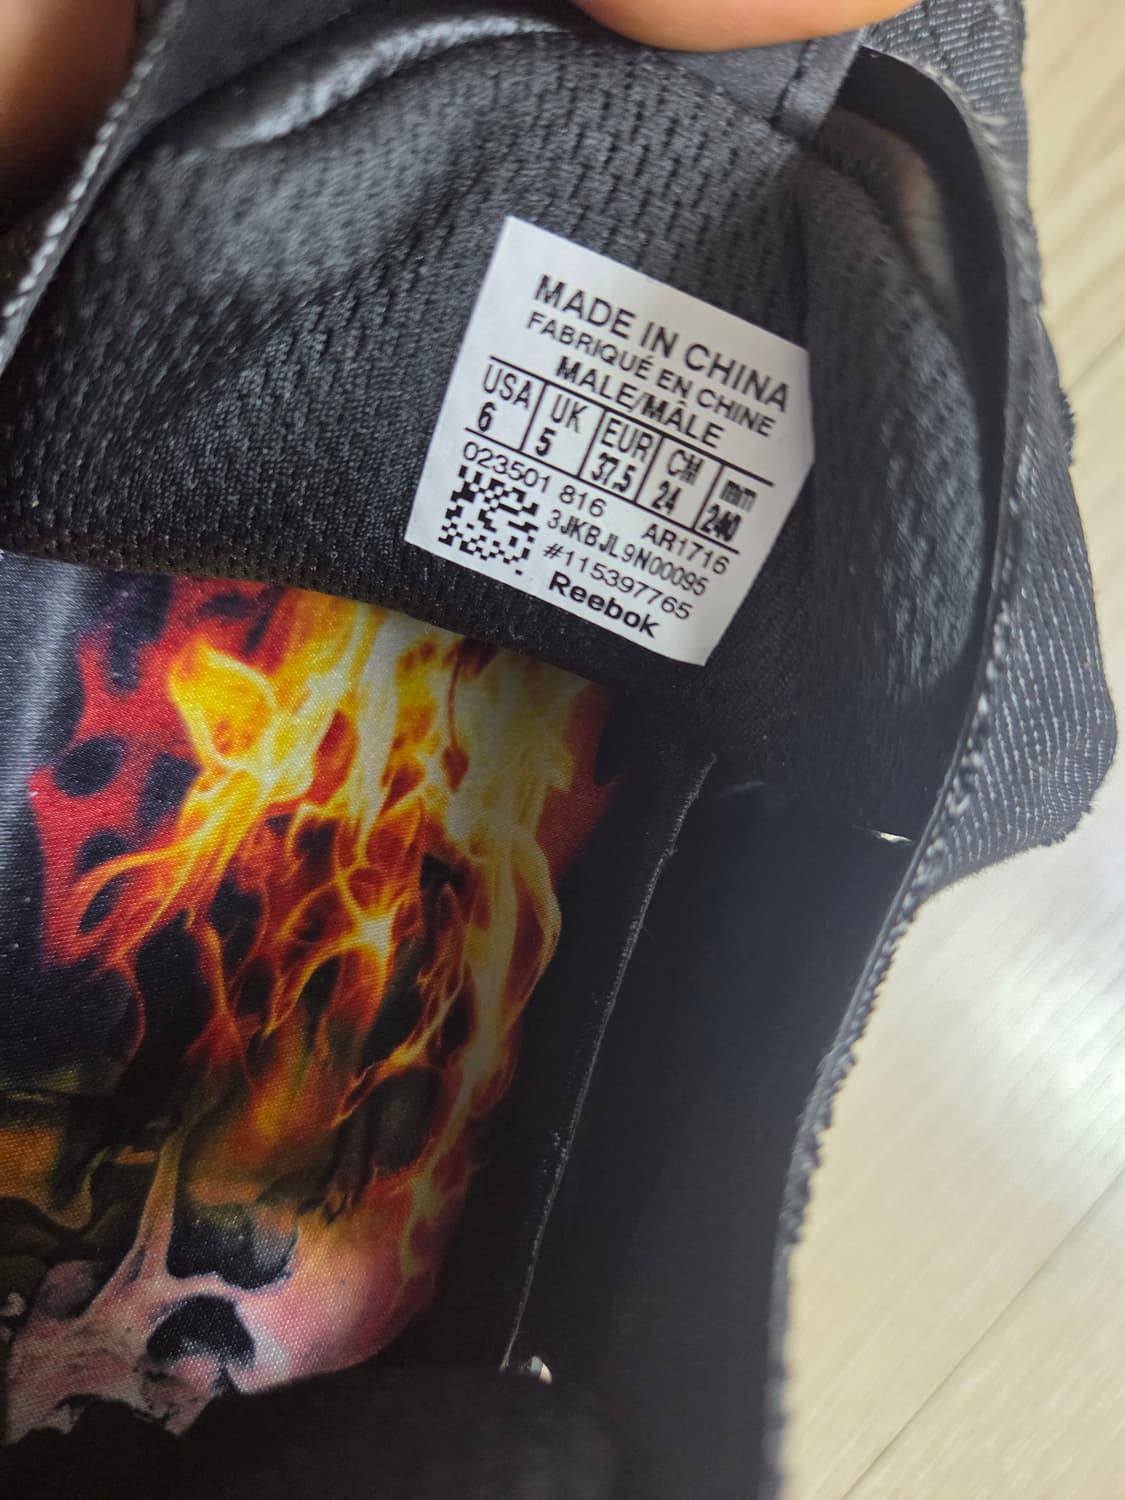 MADE IN CHINA
FABRIQUÉ EN CHINE
MALE/MÂLE
USA UK EUR CM mm
6 5 37.5 24 240
023501 816 AR1716
3JKBJL9N00095
#115397765
Reebok